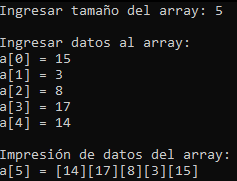 Ingresar tamaño del array: 5
Ingresar datos al array:
a[0] = 15
a[1] = 3
a[2] = 8
a[3] = 17
a[4] = 14
Impresión de datos del array:
a[5] = [14][17][8][3][15]